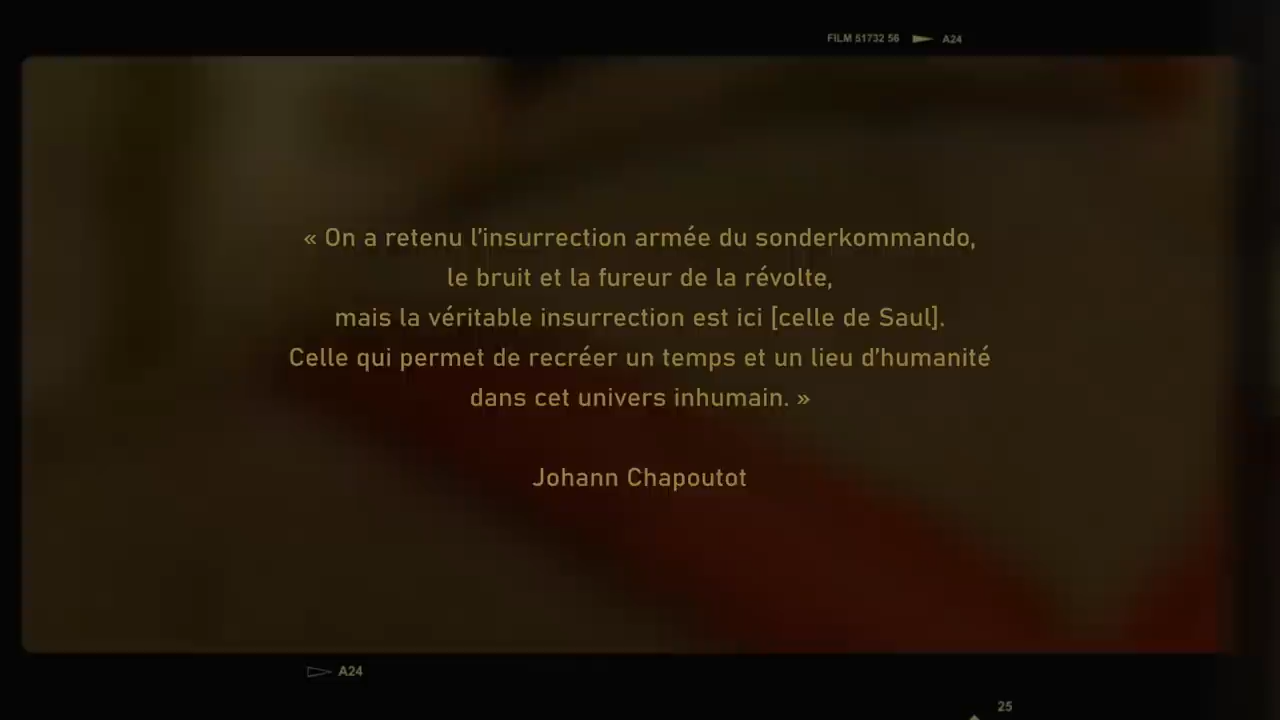 FILM 51732 56 A24
« On a retenu l’insurrection armée du sonderkommando,
le bruit et la fureur de la révolte,
mais la véritable insurrection est ici [celle de Saul].
Celle qui permet de recréer un temps et un lieu d’humanité
dans cet univers inhumain. »
Johann Chapoutot
A24
25